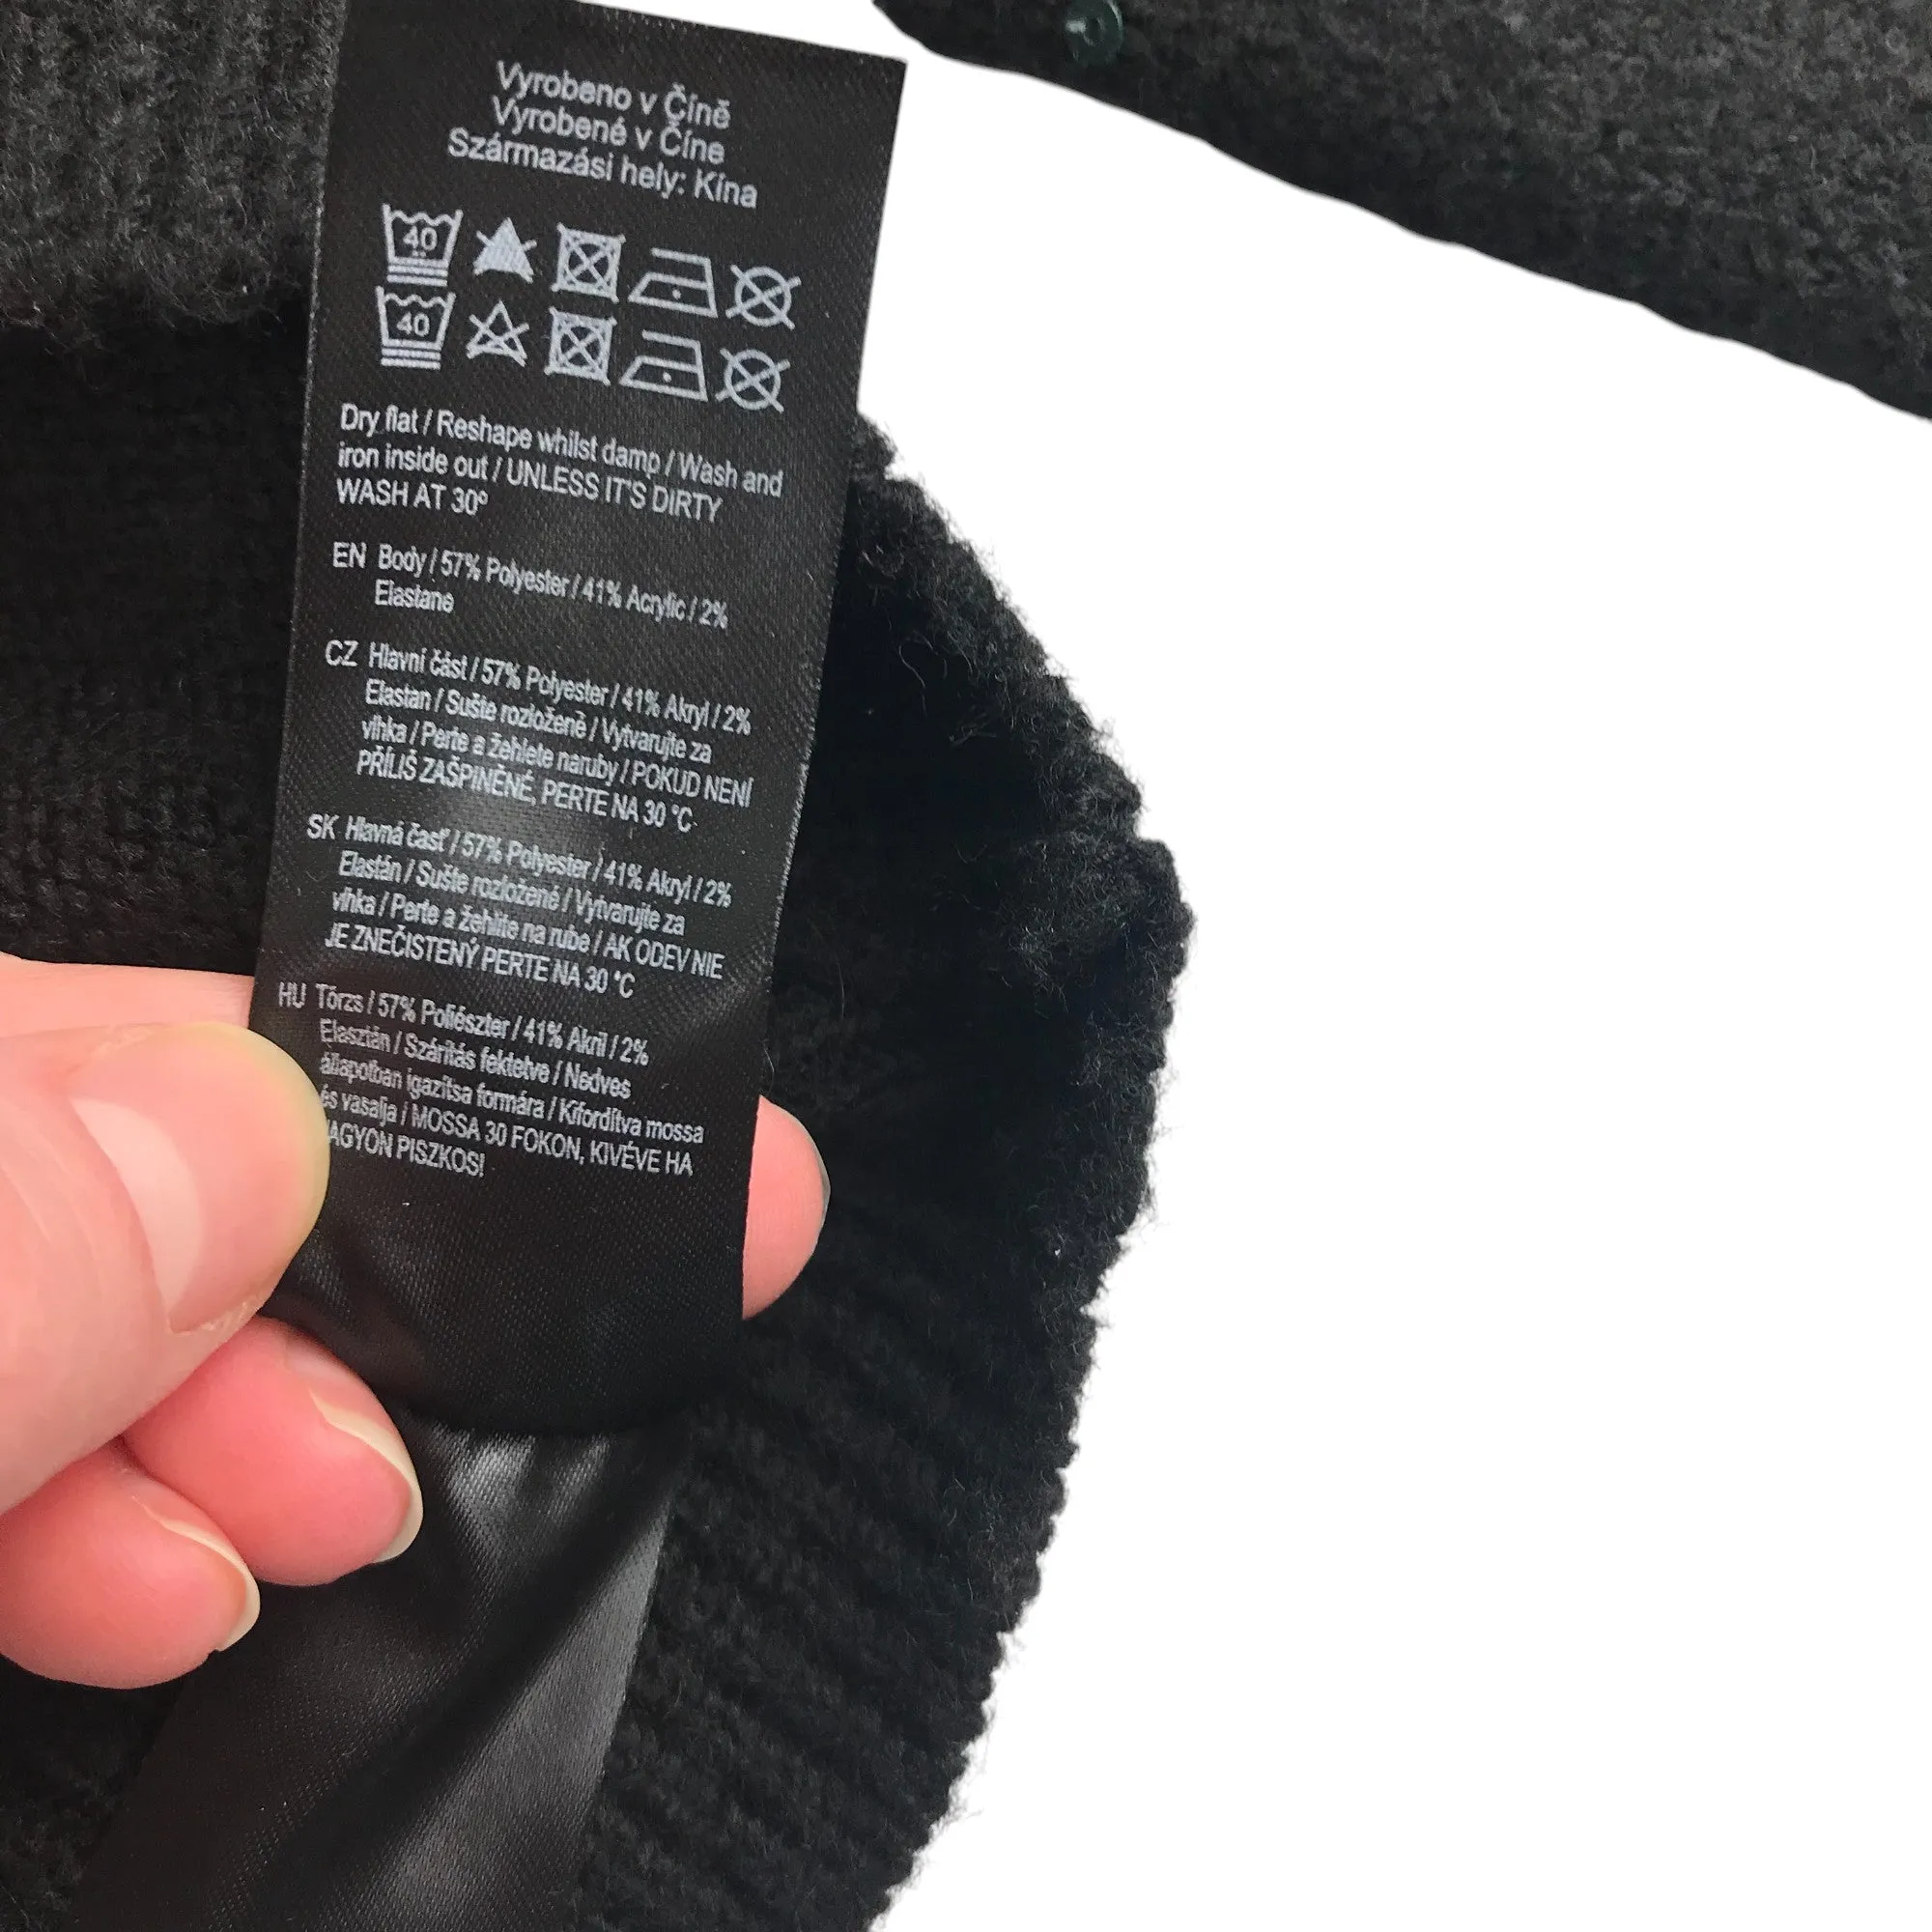 Vyrobeno v Číně
Vyrobené v Číne
Származási hely: Kína
40
40
Dry flat / Reshape whilst damp / Wash and
iron inside out / UNLESS IT'S DIRTY
WASH AT 30º
EN Body / 57% Polyester / 41% Acrylic / 2%
Elastane
CZ Hlavní část / 57% Polyester / 41% Akryl / 2%
Elastan / Sušte rozloženě / Vytvarujte za
vlhka / Perte a žehlete naruby / POKUD NENÍ
PŘÍLIŠ ZAŠPINĚNÉ, PERTE NA 30 °C
SK Hlavná časť / 57% Polyester / 41% Akryl / 2%
Elastán / Sušte rozložené / Vytvarujte za
vlhka / Perte a žehlite na rube / AK ODEV NIE
JE ZNEČISTENÝ PERTE NA 30 °C
HU Törzs / 57% Poliészter / 41% Akril / 2%
Elasztán / Szárítás fektetve / Nedves
állapotban igazítsa formára / Kifordítva mossa
és vasalja / MOSSA 30 FOKON, KIVÉVE HA
AGYON PISZKOS!